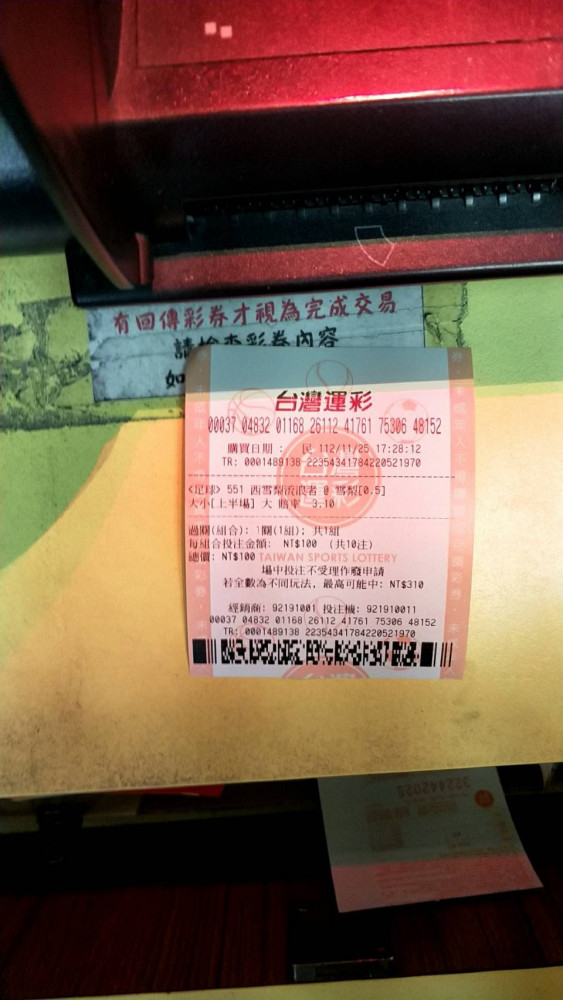 有回傳彩券才視為完成交易
請檢查彩券內容
如
台灣運彩
00037 04832 01168 26112 41761 75306 48152
購買日期: 民 112/11/25 17:28:12
TR: 0001489138 22354341784220521970
<足球> 551 西雪梨流浪者 @ 雪梨[0.5]
大小[上半場] 大 賠率 3.10
過關(組合): 1關(1組); 共1組
每組合投注金額: NT$100 (共10注)
總價: NT$100 TAIWAN SPORTS LOTTERY
場中投注不受理作廢申請
若全數為不同玩法, 最高可能中: NT$310
經銷商: 92191001 投注機: 921910011
00037 04832 01168 26112 41761 75306 48152
TR: 0001489138 22354341784220521970